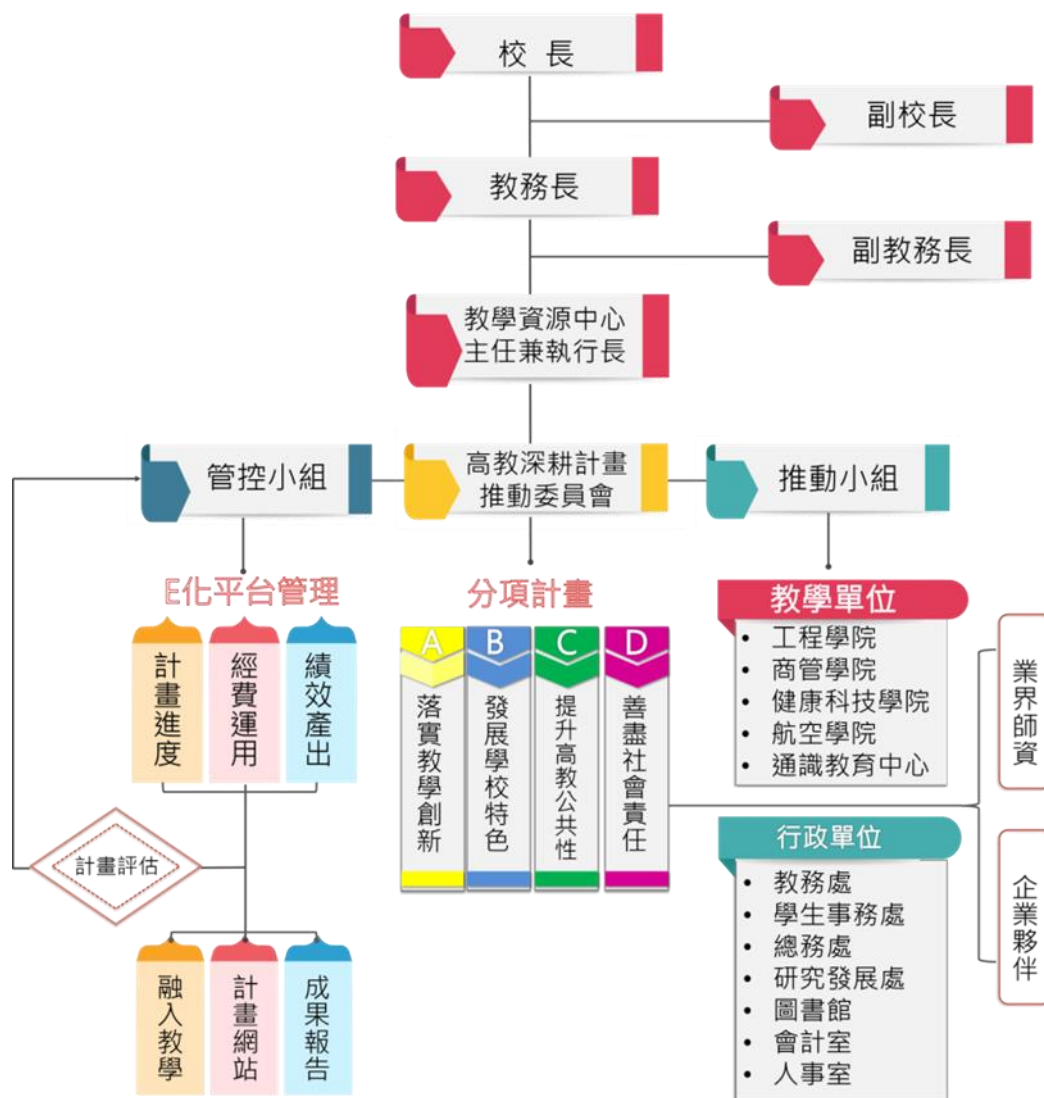 校 長
副校長
教務長
副教務長
教學資源中心
主任兼執行長
管控小組
高教深耕計畫
推動委員會
推動小組
E化平台管理
計畫進度
經費運用
績效產出
計畫評估
融入教學
計畫網站
成果報告
分項計畫
A
落實教學創新
B
發展學校特色
C
提升高教公共性
D
善盡社會責任
教學單位
• 工程學院
• 商管學院
• 健康科技學院
• 航空學院
• 通識教育中心
行政單位
• 教務處
• 學生事務處
• 總務處
• 研究發展處
• 圖書館
• 會計室
• 人事室
業界師資
企業夥伴